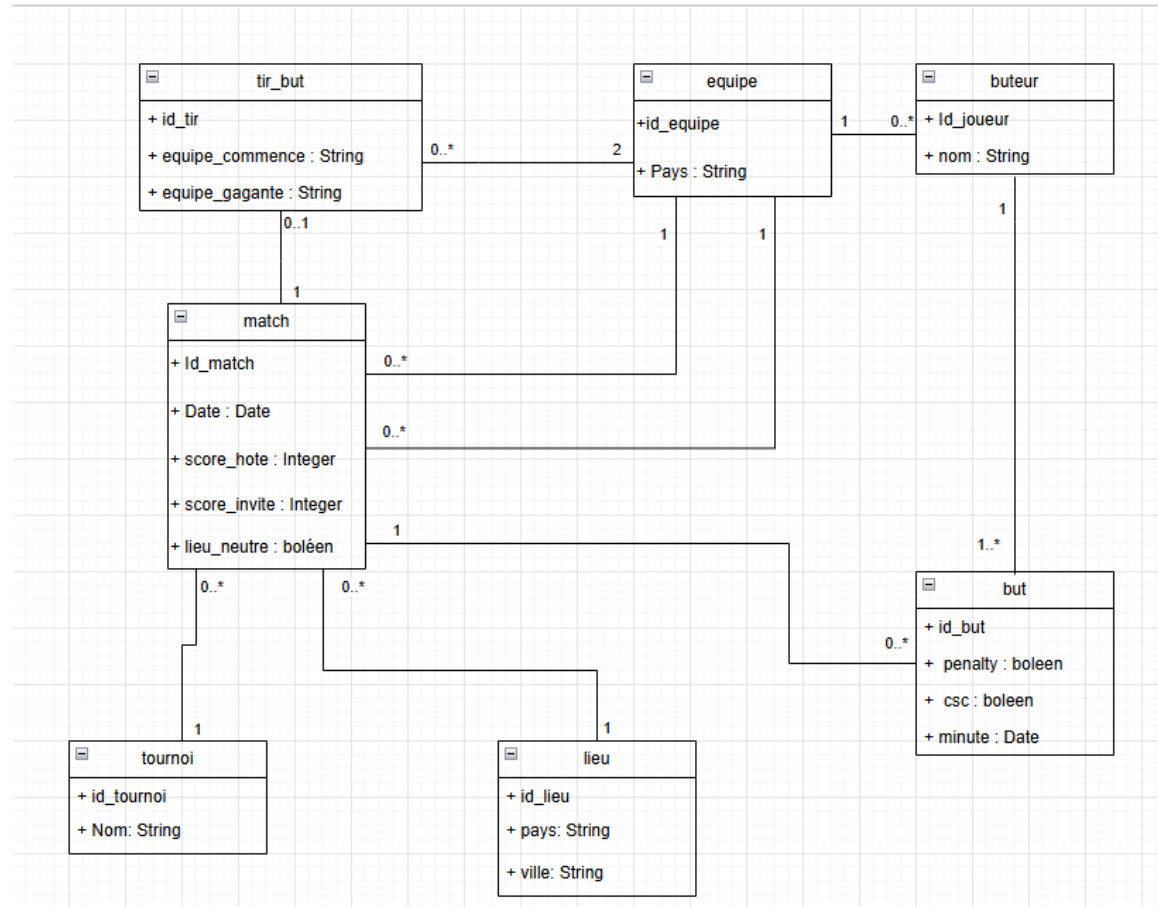 tir_but
+ id_tir
+ equipe_commence : String
+ equipe_gagante : String
equipe
+id_equipe
+ Pays : String
buteur
+ Id_joueur
+ nom : String
0..*
2
1
0..*
0..1
1
1
1
1
match
+ Id_match
+ Date : Date
+ score_hote : Integer
+ score_invite : Integer
+ lieu_neutre : boléen
0..*
0..*
1
1..*
0..*
0..*
0..*
but
+ id_but
+ penalty : boleen
+ csc : boleen
+ minute : Date
1
1
tournoi
+ id_tournoi
+ Nom: String
lieu
+ id_lieu
+ pays: String
+ ville: String